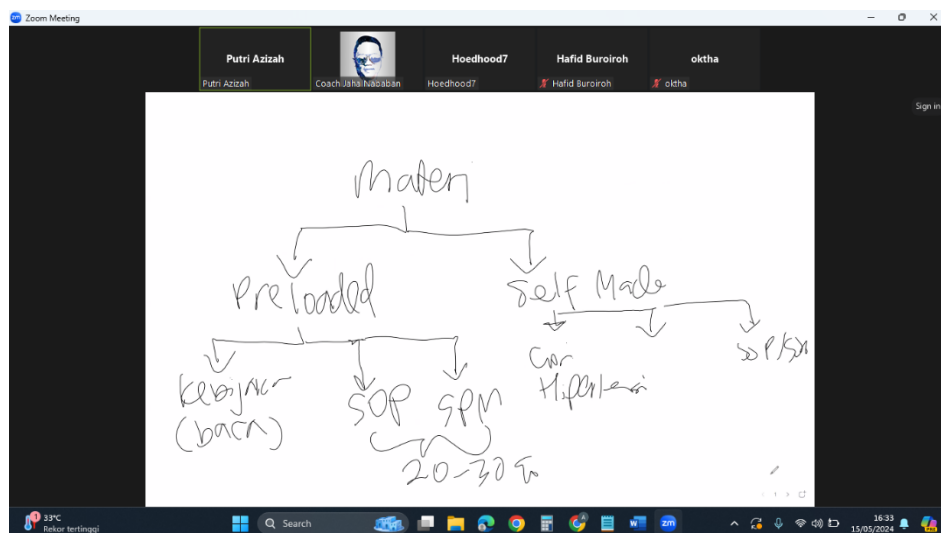 Zoom Meeting
Putri Azizah
Hoedhood7
Hafid Buroiroh
oktha
Putri Azizah
Coach Jahal Nababan
Hoedhood7
Hafid Buroiroh
oktha
Sign in
Materi
Preloaded
Self Made
SOP
SPM
(baca)
20-30
33°C
Rekor tertinggi
Search
16:33
15/05/2024